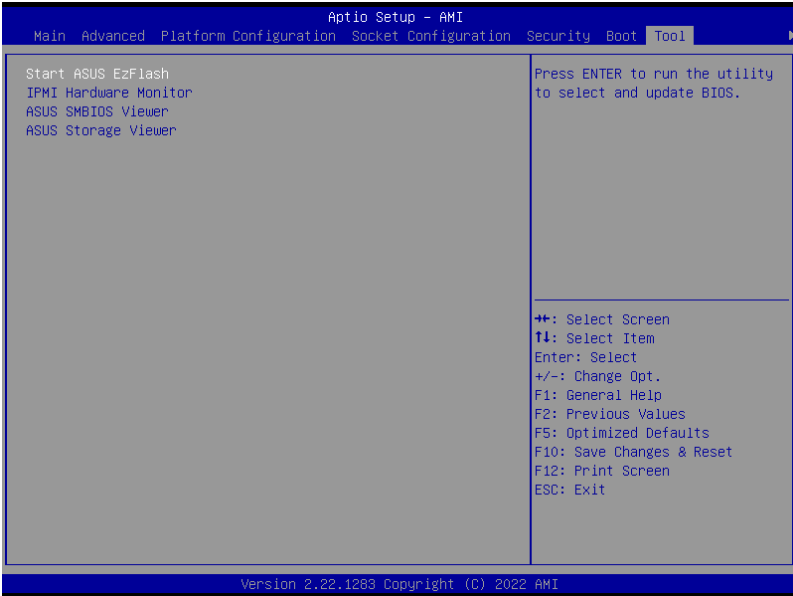 Aptio Setup – AMI
Main Advanced Platform Configuration Socket Configuration Security Boot Tool
Start ASUS EzFlash
IPMI Hardware Monitor
ASUS SMBIOS Viewer
ASUS Storage Viewer
Press ENTER to run the utility
to select and update BIOS.
→←: Select Screen
↑↓: Select Item
Enter: Select
+/-: Change Opt.
F1: General Help
F2: Previous Values
F5: Optimized Defaults
F10: Save Changes & Reset
F12: Print Screen
ESC: Exit
Version 2.22.1283 Copyright (C) 2022 AMI